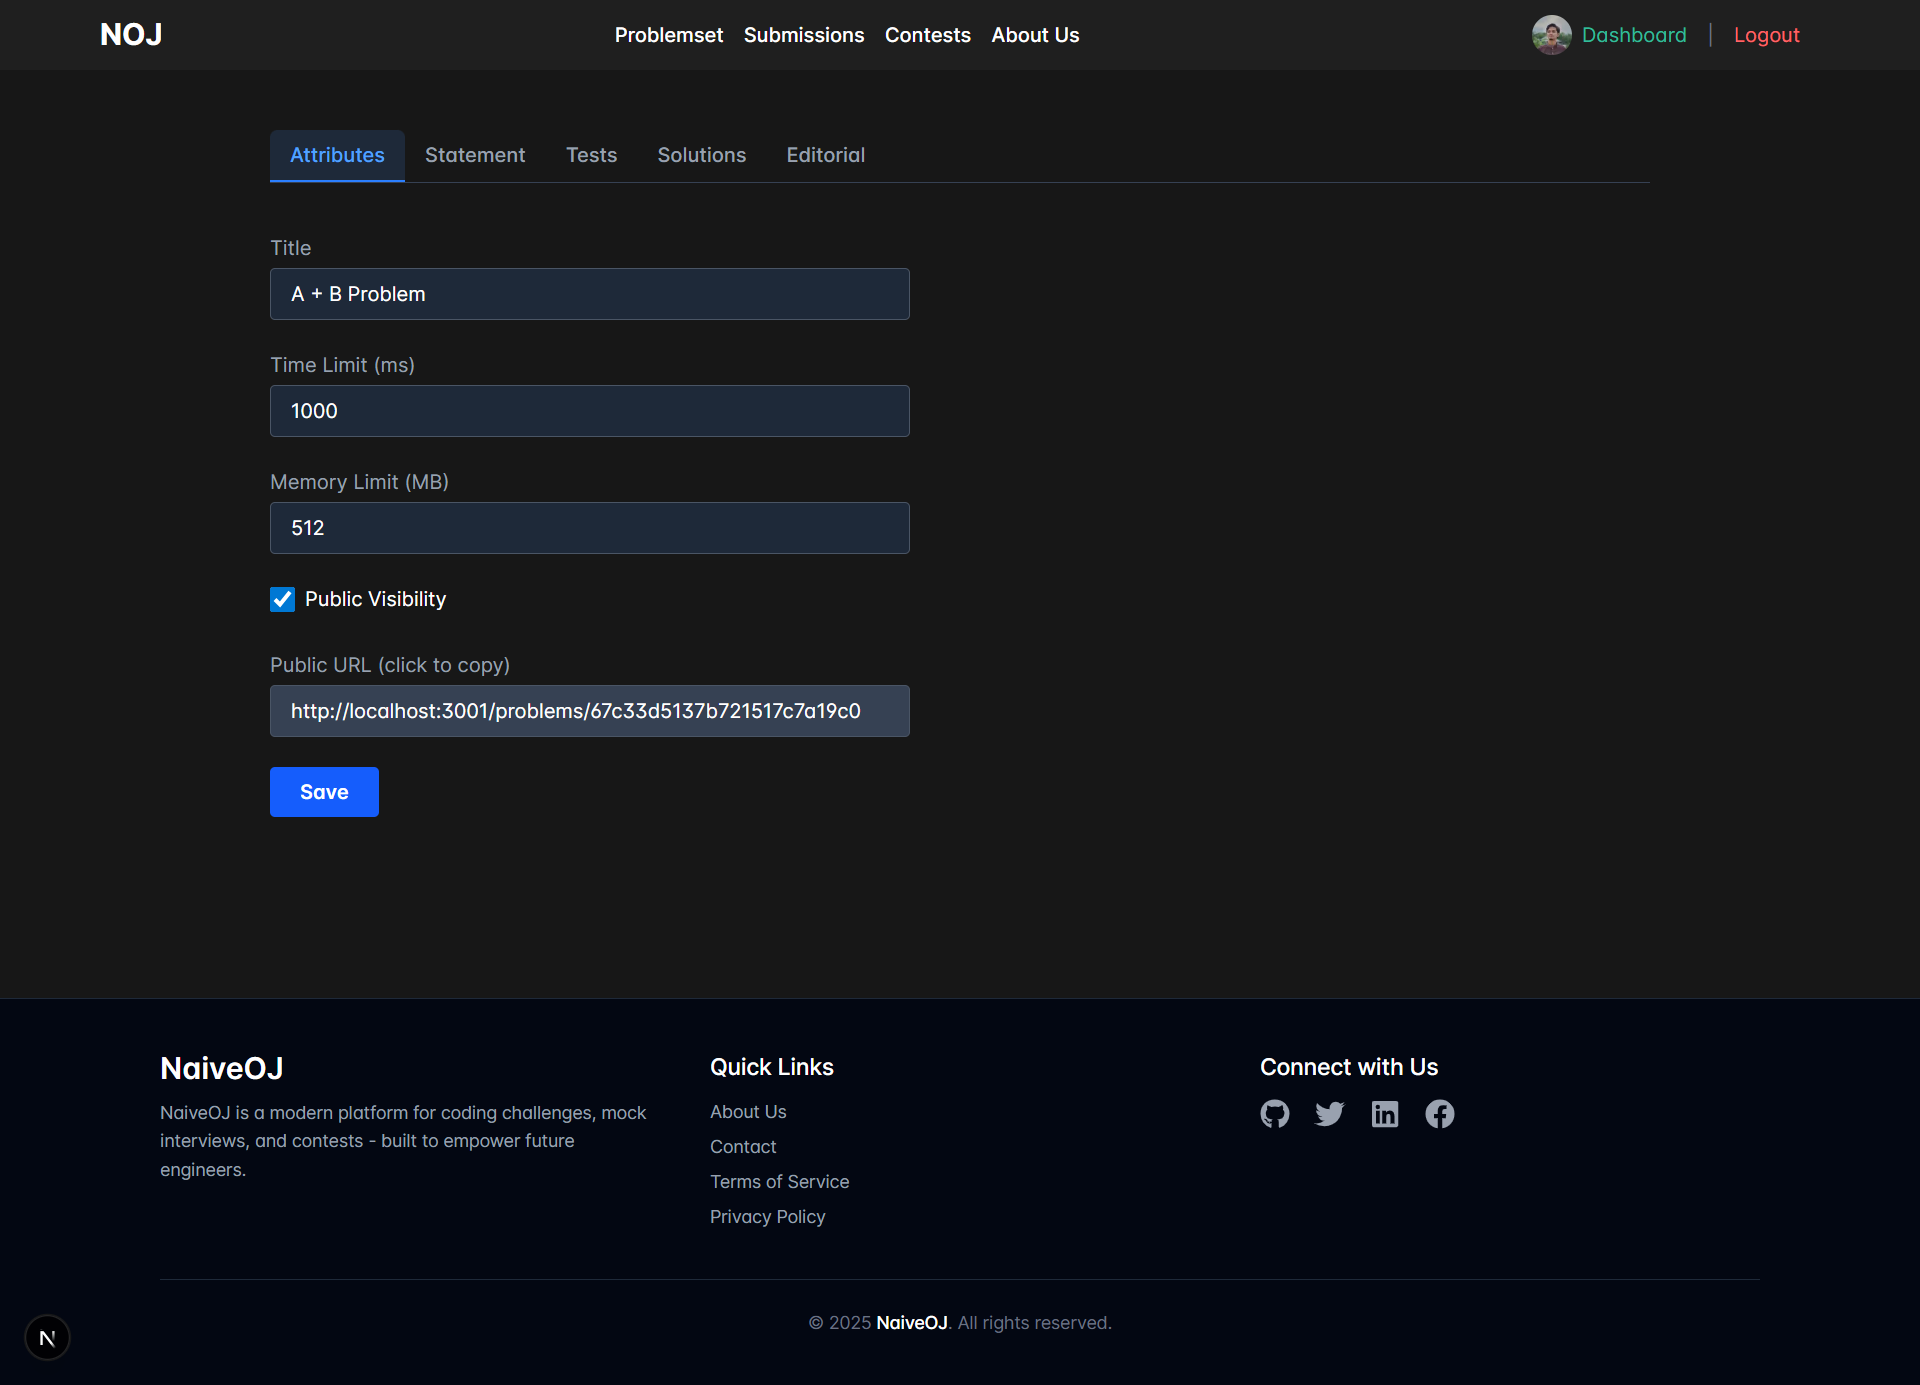 NOJ
Problemset Submissions Contests About Us
Dashboard | Logout
Attributes Statement Tests Solutions Editorial
Title
A + B Problem
Time Limit (ms)
1000
Memory Limit (MB)
512
Public Visibility
Public URL (click to copy)
http://localhost:3001/problems/67c33d5137b721517c7a19c0
Save
NaiveOJ
NaiveOJ is a modern platform for coding challenges, mock
interviews, and contests - built to empower future
engineers.
Quick Links
About Us
Contact
Terms of Service
Privacy Policy
Connect with Us
© 2025 NaiveOJ. All rights reserved.
N